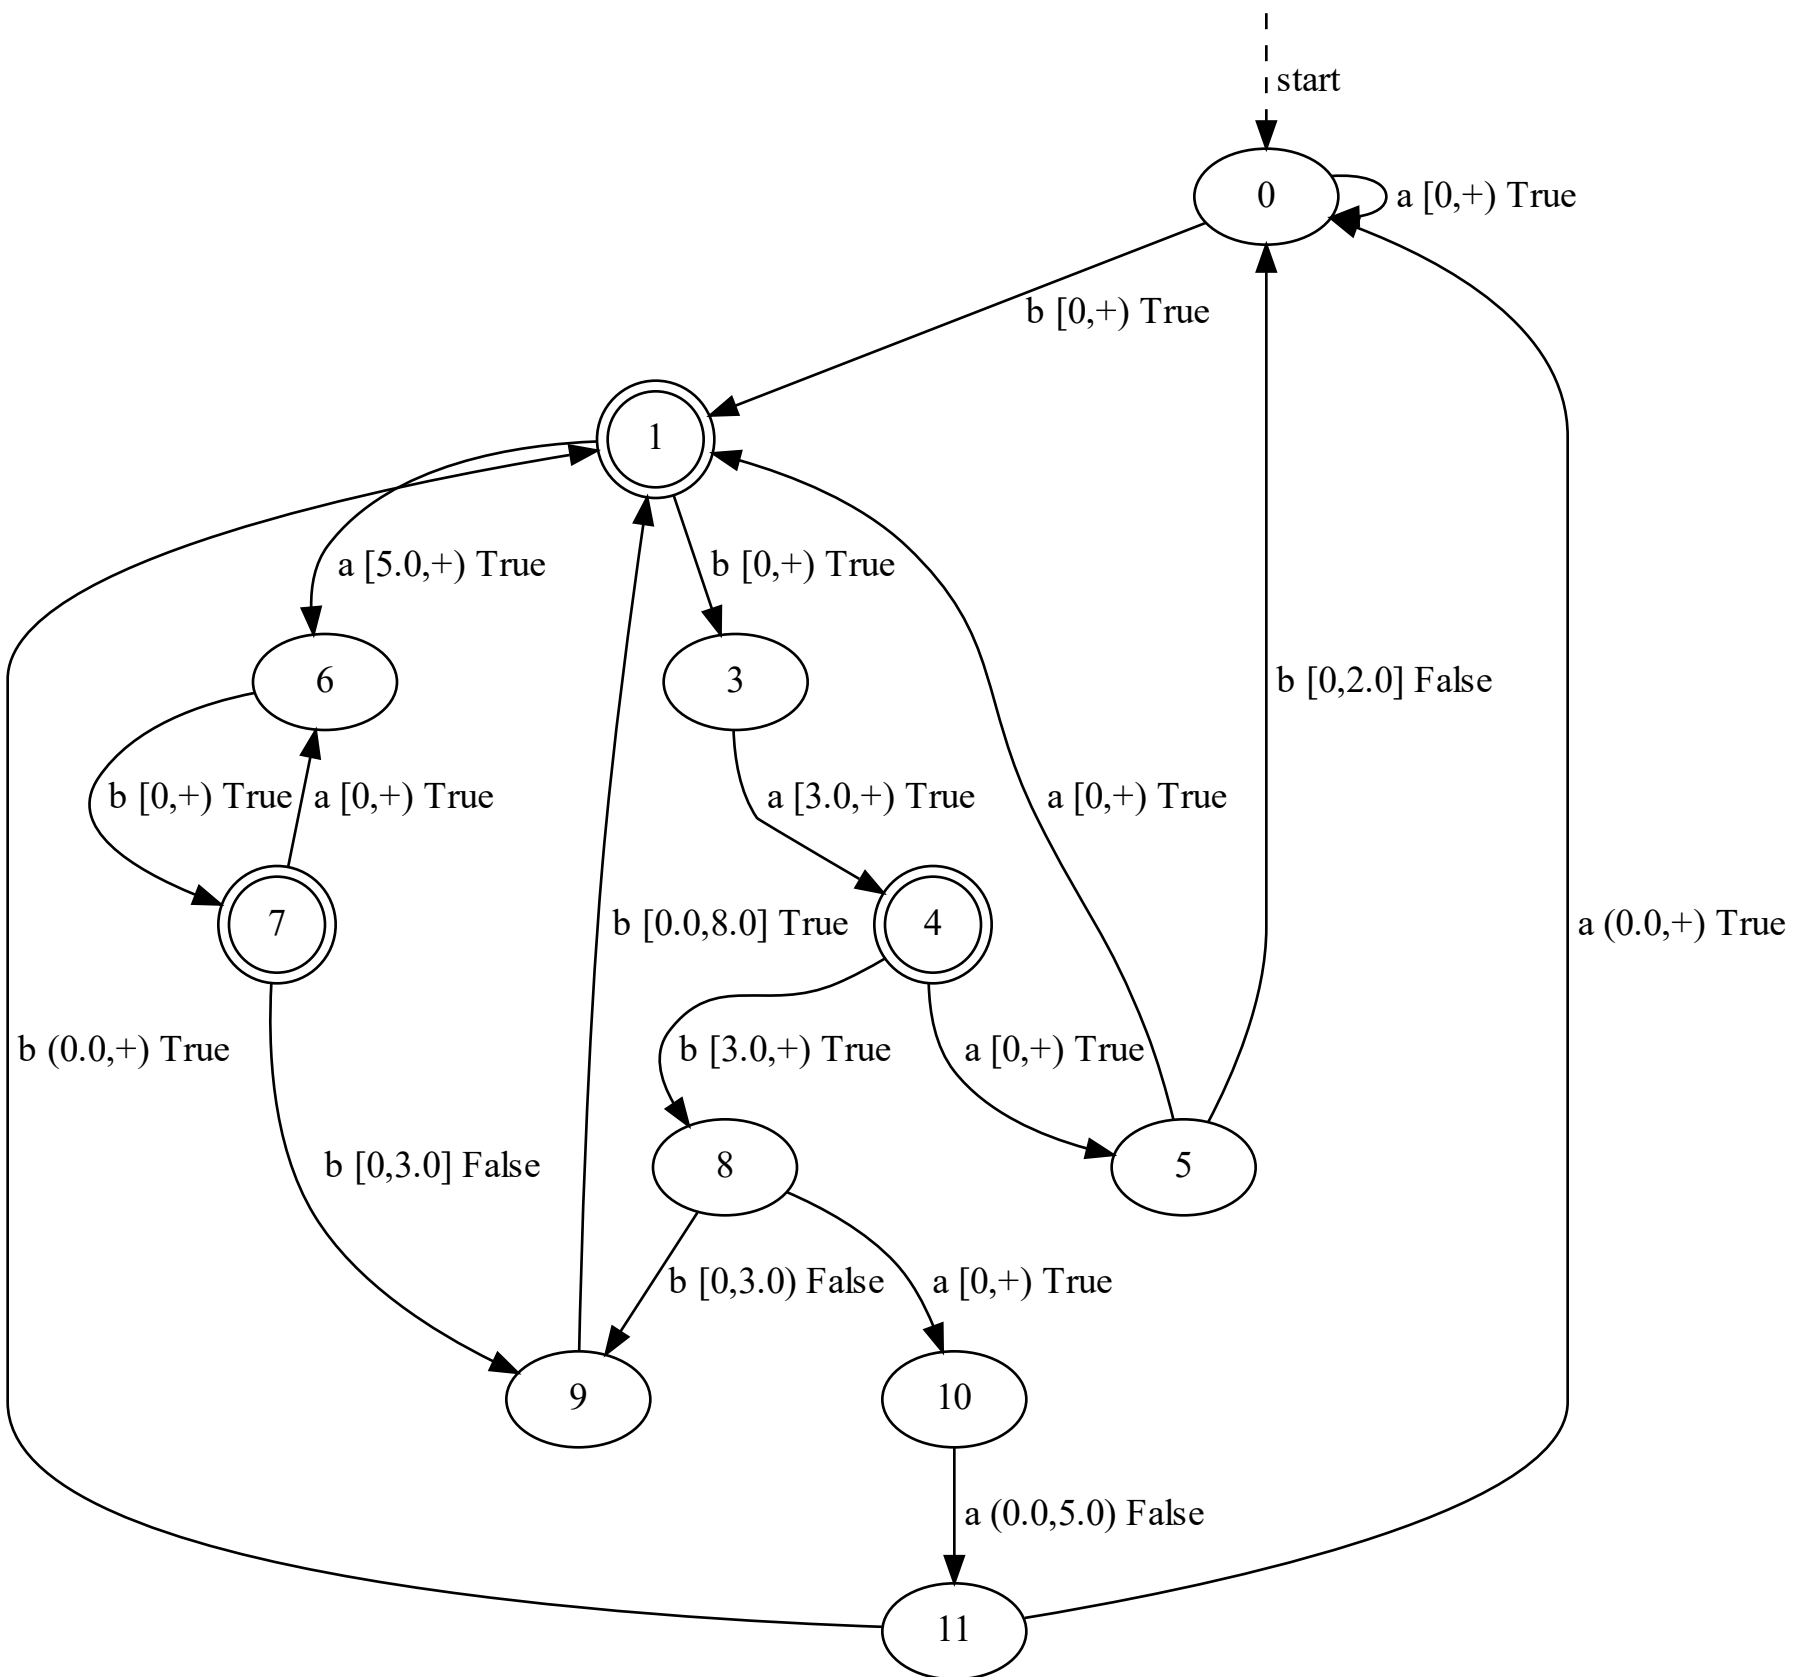 start
0
a [0,+) True
b [0,+) True
1
a [5.0,+) True
b [0,+) True
6
3
b [0,2.0] False
b [0,+) True
a [0,+) True
a [3.0,+) True
a [0,+) True
7
b [0.0,8.0] True
4
a (0.0,+) True
b (0.0,+) True
b [3.0,+) True
a [0,+) True
b [0,3.0] False
8
5
b [0,3.0) False
a [0,+) True
9
10
a (0.0,5.0) False
11